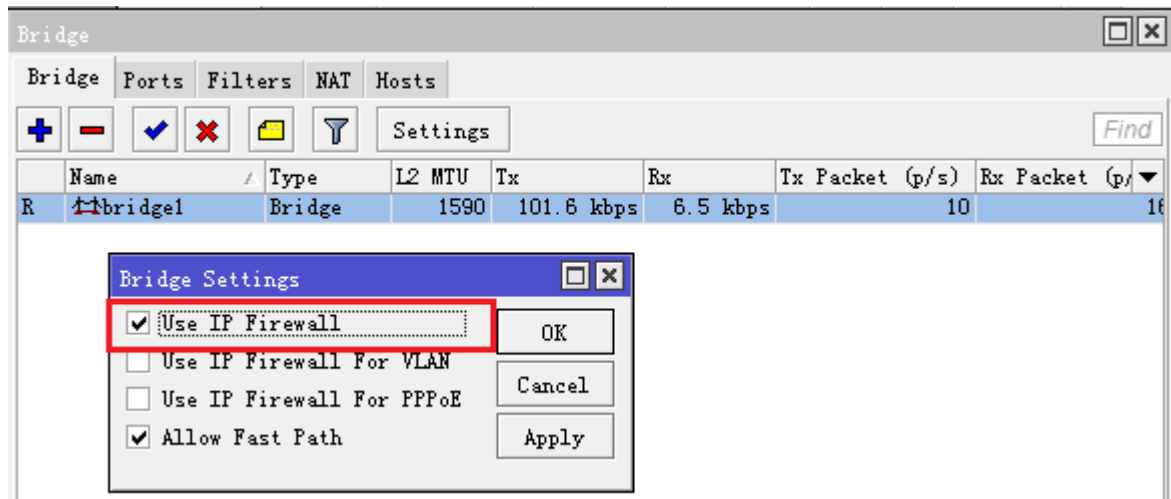 Bridge
Bridge Ports Filters NAT Hosts
Settings Find
Name Type L2 MTU Tx Rx Tx Packet (p/s) Rx Packet (p/
R bridge1 Bridge 1590 101.6 kbps 6.5 kbps 10 16
Bridge Settings
Use IP Firewall
OK
Use IP Firewall For VLAN
Cancel
Use IP Firewall For PPPoE
Allow Fast Path
Apply